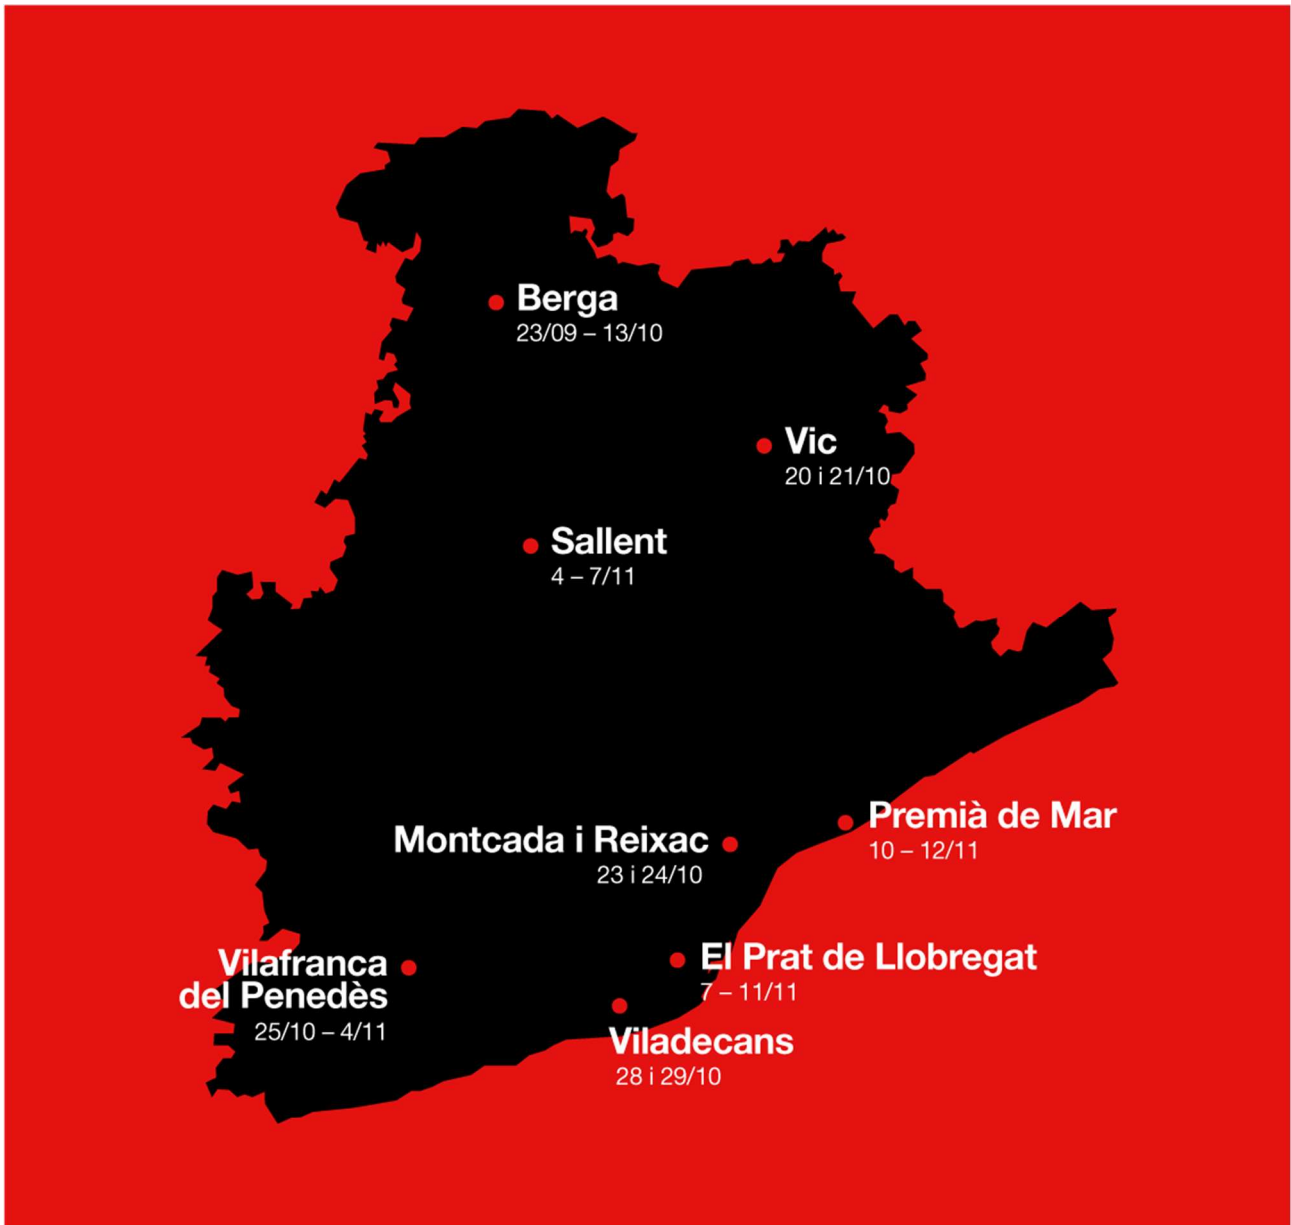 Berga
23/09 – 13/10
Vic
20 i 21/10
Sallent
4 – 7/11
Premià de Mar
10 – 12/11
Montcada i Reixac
23 i 24/10
El Prat de Llobregat
7 – 11/11
Vilafranca
del Penedès
25/10 – 4/11
Viladecans
28 i 29/10